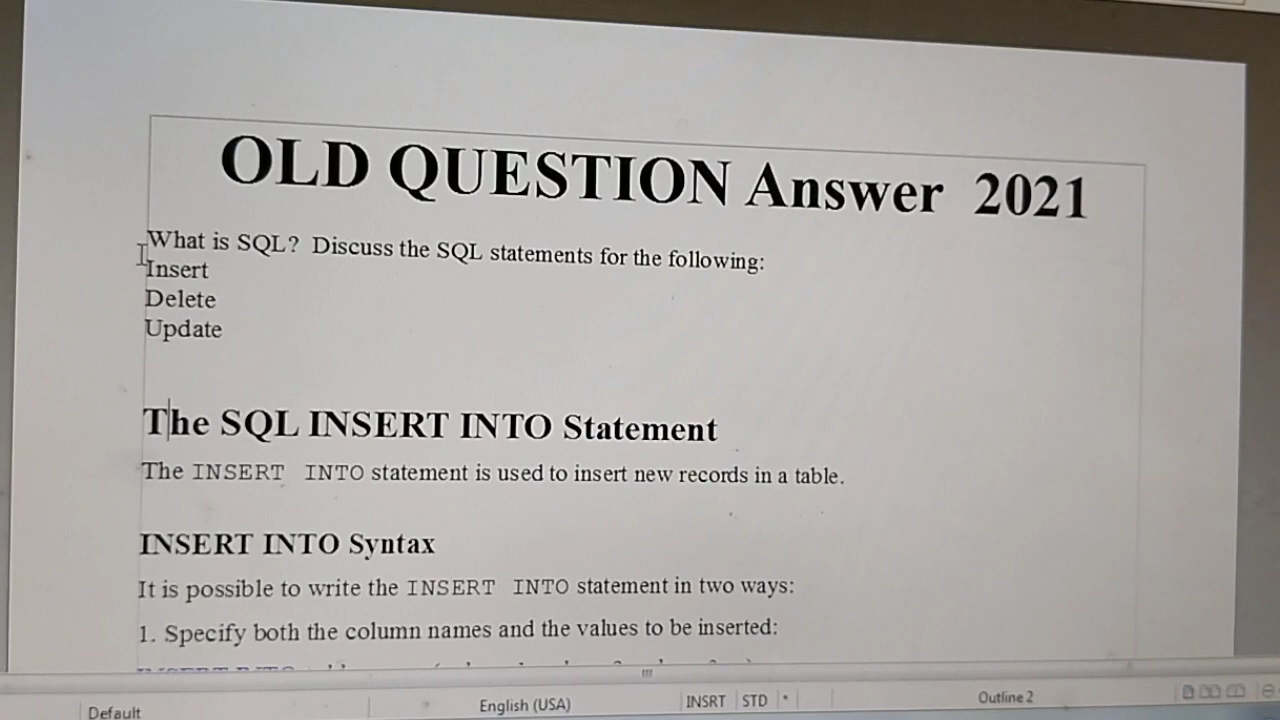 OLD QUESTION Answer 2021
What is SQL? Discuss the SQL statements for the following:
Insert
Delete
Update
The SQL INSERT INTO Statement
The INSERT INTO statement is used to insert new records in a table.
INSERT INTO Syntax
It is possible to write the INSERT INTO statement in two ways:
1. Specify both the column names and the values to be inserted:
Default English (USA) INSRT STD * Outline 2